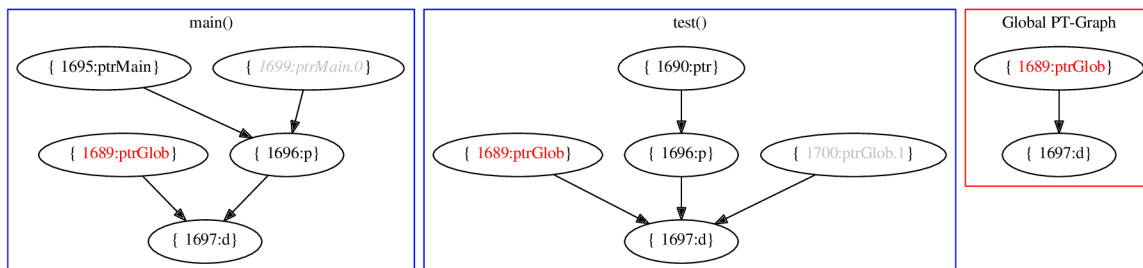 main()
{ 1695:ptrMain}
{ 1699:ptrMain.0}
{ 1689:ptrGlob}
{ 1696:p}
{ 1697:d}
test()
{ 1690:ptr}
{ 1689:ptrGlob}
{ 1696:p}
{ 1700:ptrGlob.1}
{ 1697:d}
Global PT-Graph
{ 1689:ptrGlob}
{ 1697:d}